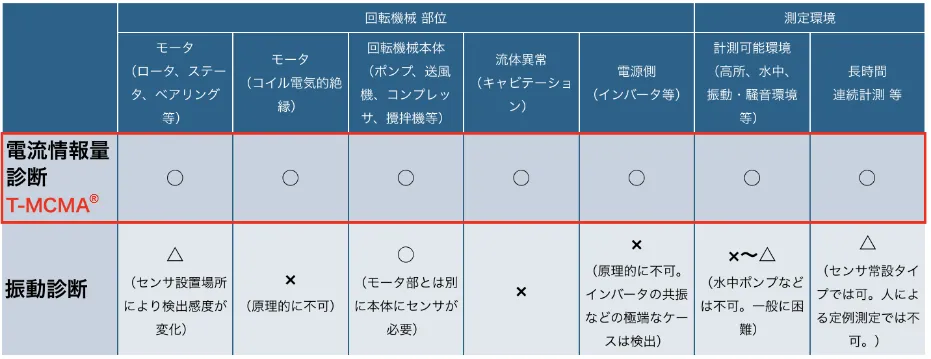 回転機械 部位
測定環境
モータ
（ロータ、ステー
タ、ベアリング
等）
モータ
（コイル電気的絶
縁）
回転機械本体
（ポンプ、送風
機、コンプレッ
サ、攪拌機等）
流体異常
（キャビテーショ
ン）
電源側
（インバータ等）
計測可能環境
（高所、水中、
振動・騒音環境
等）
長時間
連続計測 等
電流情報量
診断
T-MCMA®
○
○
○
○
○
○
○
振動診断
△
（センサ設置場所
により検出感度が
変化）
×
（原理的に不可）
○
（モータ部とは別
に本体にセンサが
必要）
×
×
（原理的に不可。
インバータの共振
などの極端なケー
スは検出）
×〜△
（水中ポンプなど
は不可。一般に困
難）
△
（センサ常設タイ
プでは可。人によ
る定例測定では不
可。）